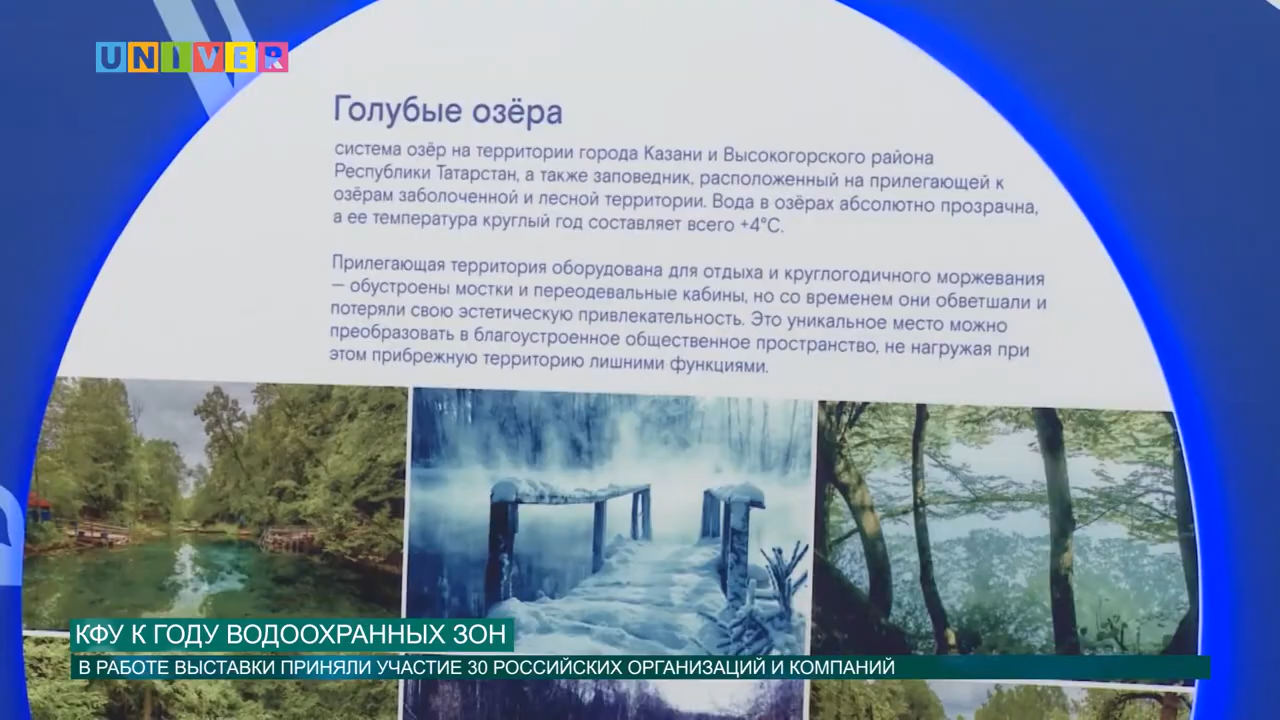 UNIVER
Голубые озёра
система озёр на территории города Казани и Высокогорского района
Республики Татарстан, а также заповедник, расположенный на прилегающей к
озёрам заболоченной и лесной территории. Вода в озёрах абсолютно прозрачна,
а ее температура круглый год составляет всего +4°С.
Прилегающая территория оборудована для отдыха и круглогодичного моржевания
— обустроены мостки и переодевальные кабины, но со временем они обветшали и
потеряли свою эстетическую привлекательность. Это уникальное место можно
преобразовать в благоустроенное общественное пространство, не нагружая при
этом прибрежную территорию лишними функциями.
КФУ К ГОДУ ВОДООХРАННЫХ ЗОН
В РАБОТЕ ВЫСТАВКИ ПРИНЯЛИ УЧАСТИЕ 30 РОССИЙСКИХ ОРГАНИЗАЦИЙ И КОМПАНИЙ